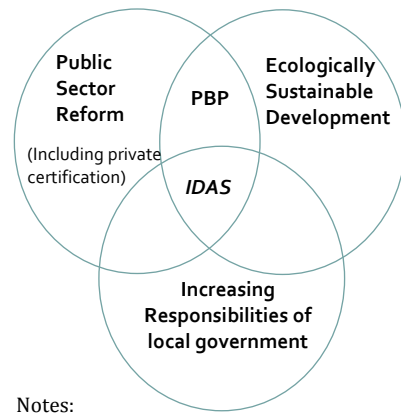 Public
Sector
Reform
(Including private
certification)
PBP
Ecologically
Sustainable
Development
IDAS
Increasing
Responsibilities of
local government
Notes: